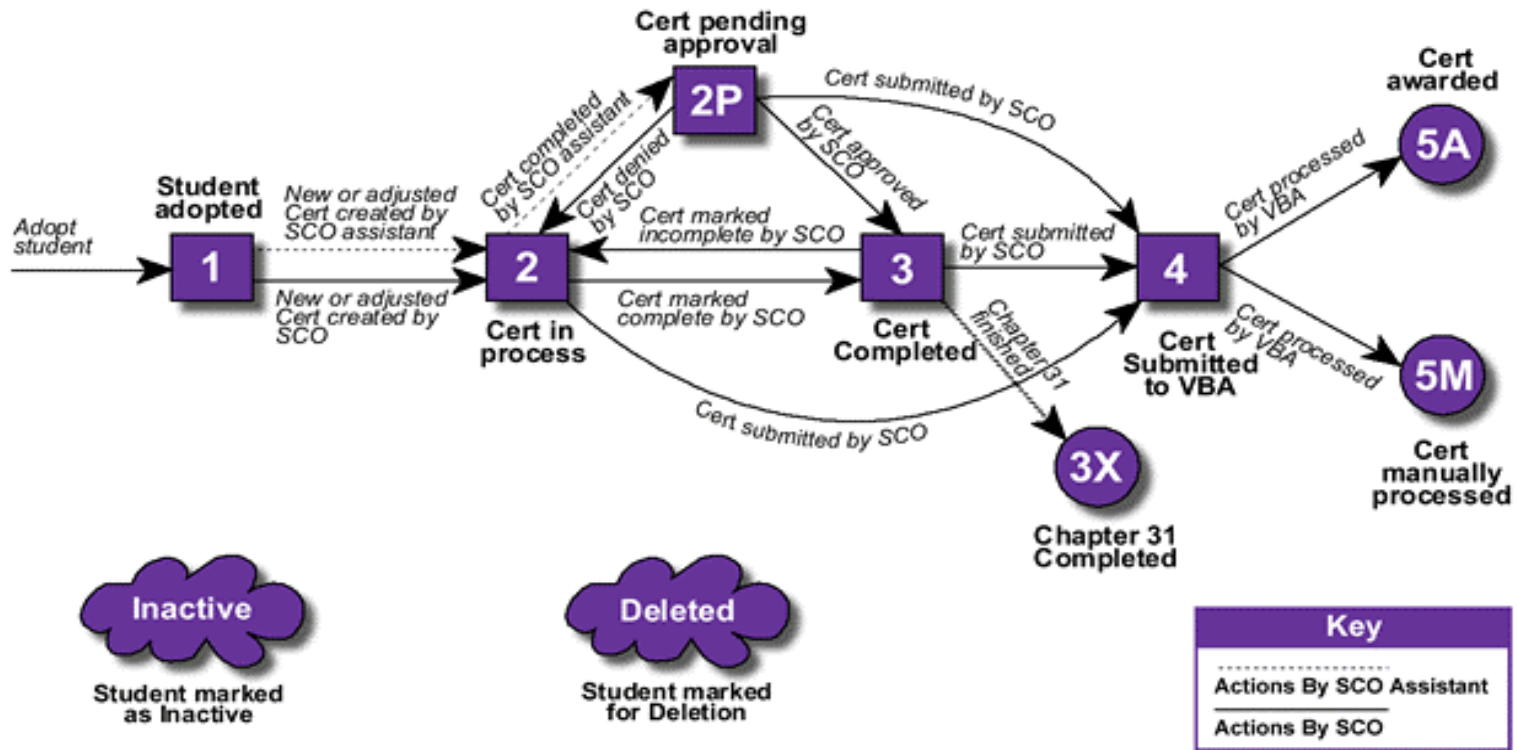 Cert pending
approval
2P
Cert submitted by SCO
Cert
awarded
5A
Cert completed
by SCO assistant
Cert denied
by SCO
Cert approved
by SCO
Cert processed
by VBA
Adopt
student
Student
adopted
1
New or adjusted
Cert created by
SCO assistant
New or adjusted
Cert created by
SCO
2
Cert in
process
Cert marked
incomplete by SCO
Cert marked
complete by SCO
3
Cert
Completed
Cert submitted
by SCO
4
Cert
Submitted
to VBA
Cert processed
by VBA
5M
Cert
manually
processed
Chapter 31
finished
Cert submitted by SCO
3X
Chapter 31
Completed
Inactive
Student marked
as Inactive
Deleted
Student marked
for Deletion
Key
Actions By SCO Assistant
Actions By SCO